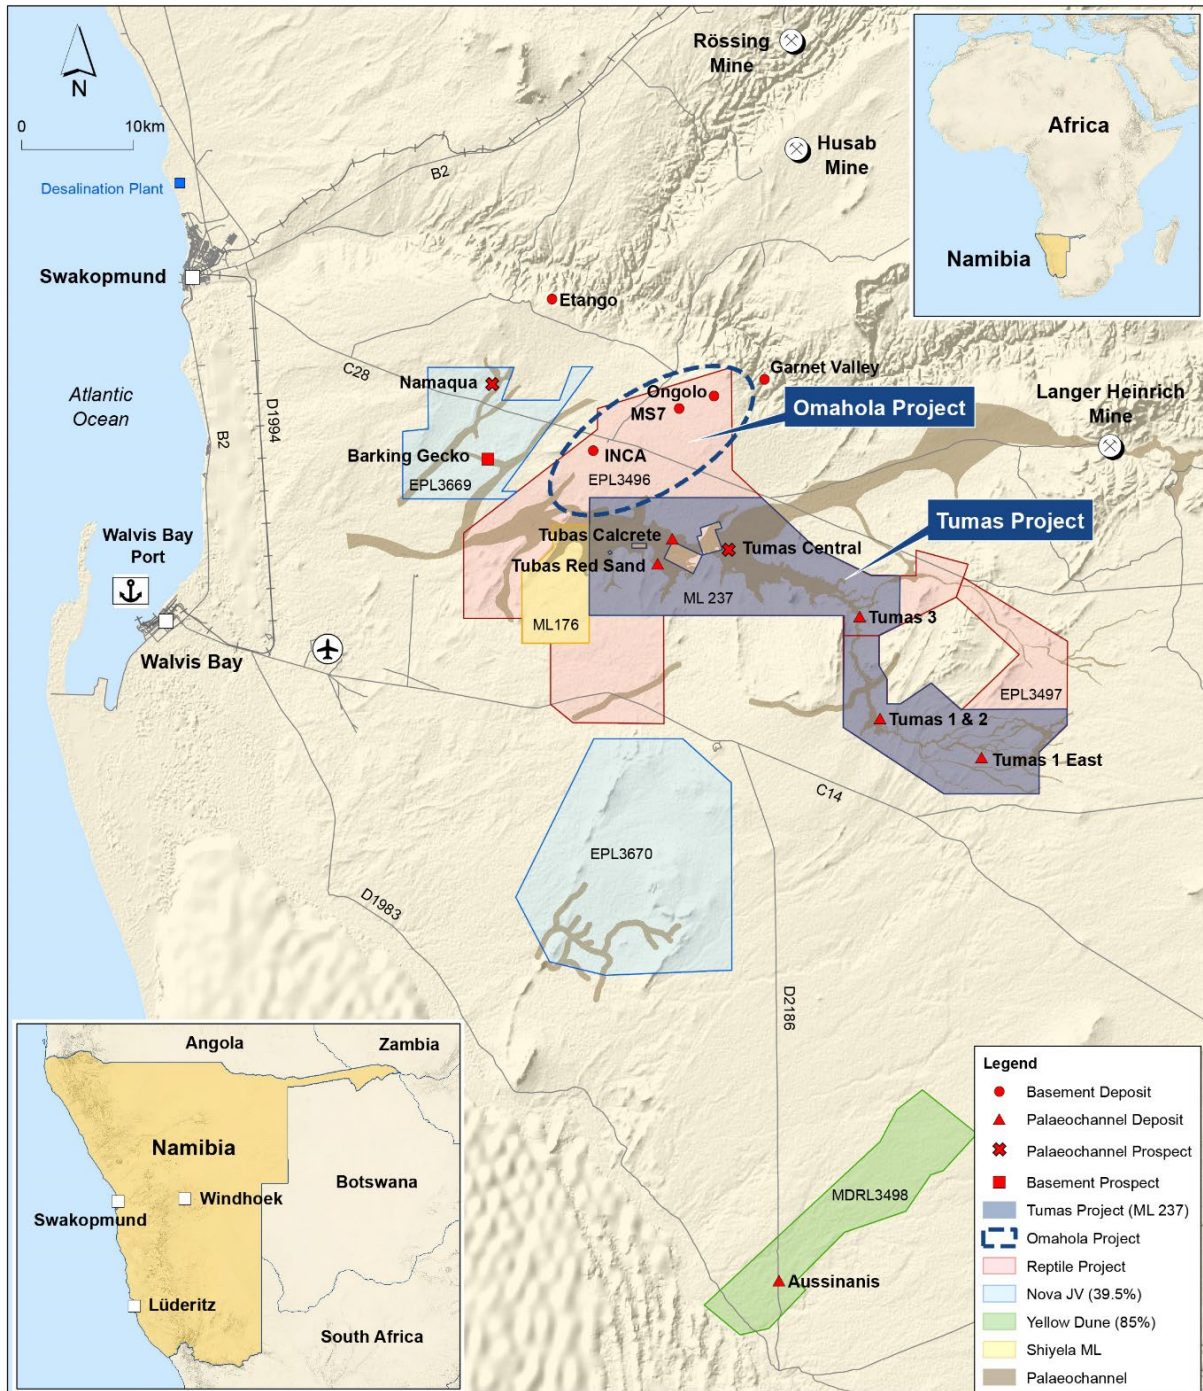 Rössing
Mine
N
0
10km
Husab
Mine
Africa
Namibia
B2
Desalination Plant
Swakopmund
Etango
C28
Atlantic
Ocean
D1994
B2
Namaqua
Garnet Valley
Ongolo
MS7
Omahola Project
Langer Heinrich
Mine
Barking Gecko
INCA
EPL3669
EPL3496
Tumas Project
Walvis Bay
Port
Tubas Calcrete
Tumas Central
Tubas Red Sand
ML 237
ML176
Tumas 3
Walvis Bay
EPL3497
Tumas 1 & 2
Tumas 1 East
C14
EPL3670
D1983
D2186
MDRL3498
Aussinanis
Angola
Zambia
Namibia
Botswana
Windhoek
Swakopmund
Lüderitz
South Africa
Legend
Basement Deposit
Palaeochannel Deposit
Palaeochannel Prospect
Basement Prospect
Tumas Project (ML 237)
Omahola Project
Reptile Project
Nova JV (39.5%)
Yellow Dune (85%)
Shiyela ML
Palaeochannel